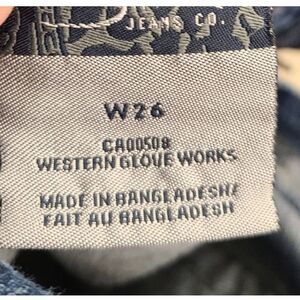 JEANS CO.
W26
CA00508
WESTERN GLOVE WORKS
MADE IN BANGLADESH/
FAIT AU BANGLADESH